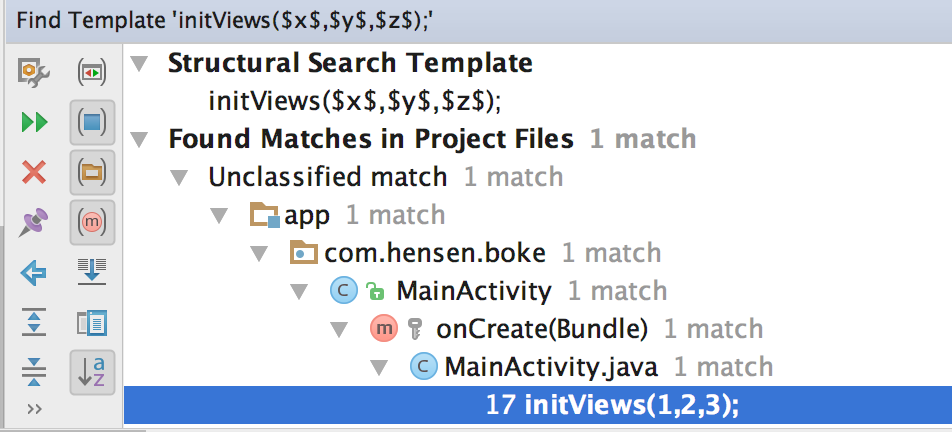 Find Template 'initViews($x$,$y$,$z$);'
Structural Search Template
initViews($x$,$y$,$z$);
Found Matches in Project Files 1 match
Unclassified match 1 match
app 1 match
com.hensen.boke 1 match
C MainActivity 1 match
m onCreate(Bundle) 1 match
C MainActivity.java 1 match
17 initViews(1,2,3);
(m)
a
z
>>